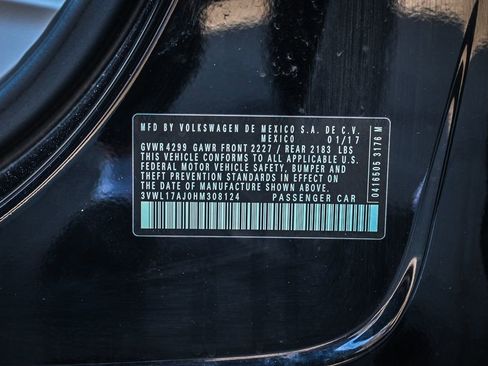 MFD BY VOLKSWAGEN DE MEXICO S.A. DE C.V.
MEXICO 01/17
GVWR4299 GAWR FRONT 2227 / REAR 2183 LBS
THIS VEHICLE CONFORMS TO ALL APPLICABLE U.S.
FEDERAL MOTOR VEHICLE SAFETY, BUMPER AND
THEFT PREVENTION STANDARDS IN EFFECT ON
THE DATE OF MANUFACTURE SHOWN ABOVE.
3VWL17AJ0HM308124 PASSENGER CAR
0416505 3176 M